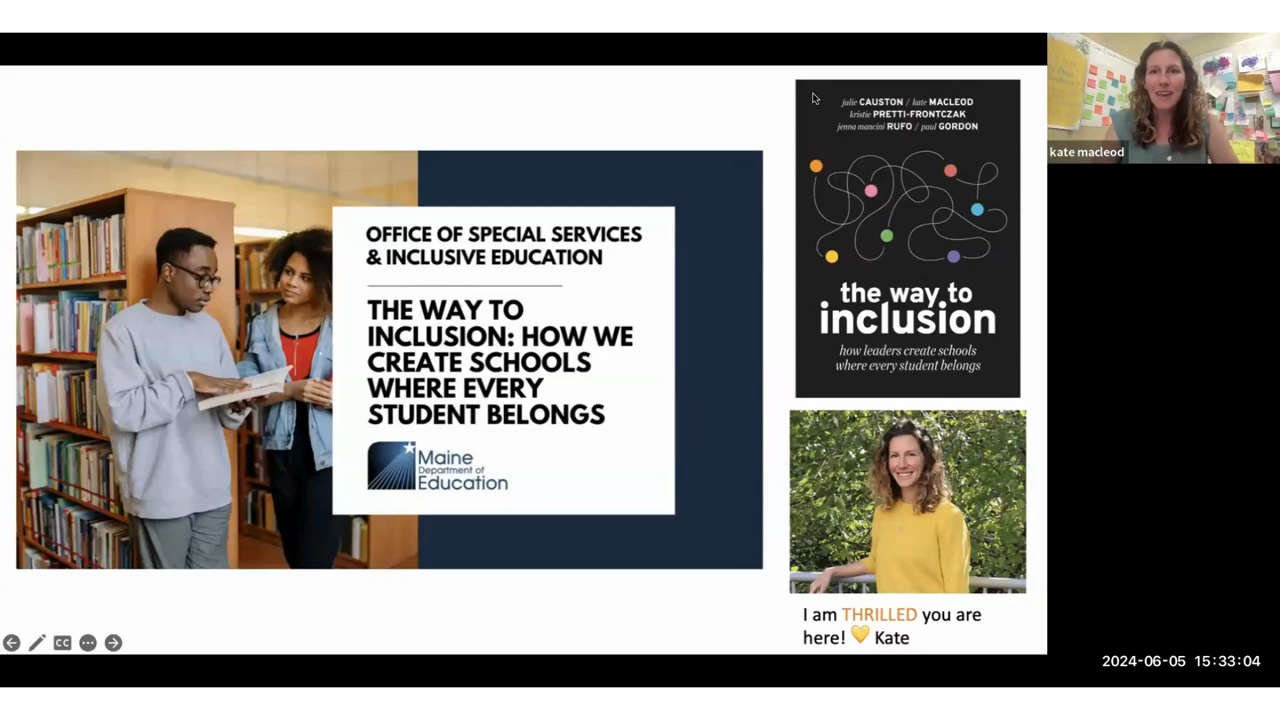 OFFICE OF SPECIAL SERVICES
& INCLUSIVE EDUCATION
THE WAY TO
INCLUSION: HOW WE
CREATE SCHOOLS
WHERE EVERY
STUDENT BELONGS
Maine
Department of
Education
julie CAUSTON / kate MACLEOD
kristie PRETTI-FRONTCZAK
jenna mancini RUFO / paul GORDON
the way to
inclusion
how leaders create schools
where every student belongs
I am THRILLED you are
here! 💛 Kate
kate macleod
CC
2024-06-05 15:33:04